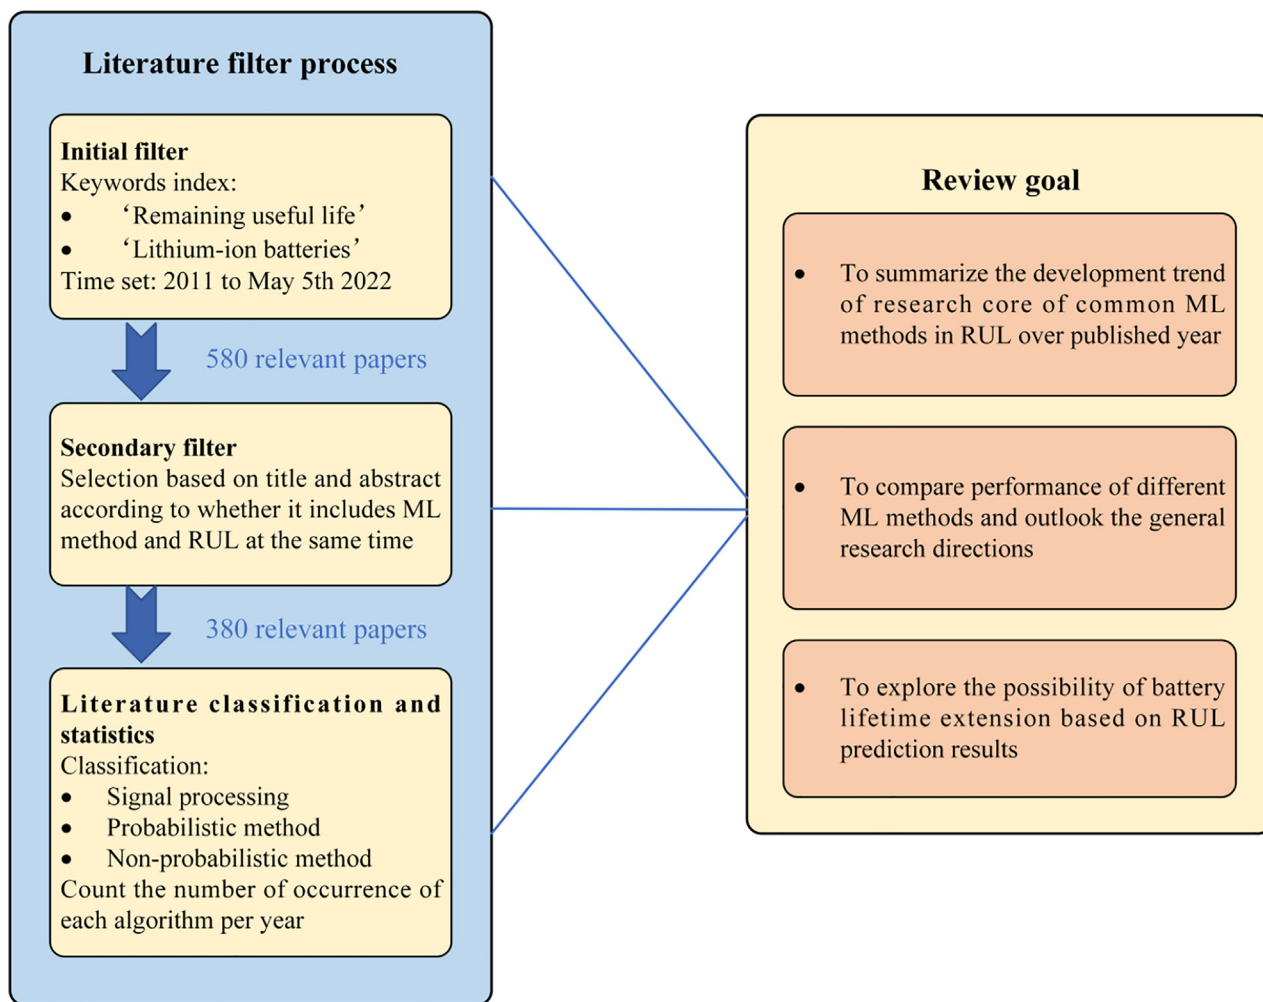 Literature filter process
Initial filter
Keywords index:
• ‘Remaining useful life’
• ‘Lithium-ion batteries’
Time set: 2011 to May 5th 2022
580 relevant papers
Secondary filter
Selection based on title and abstract
according to whether it includes ML
method and RUL at the same time
380 relevant papers
Literature classification and
statistics
Classification:
• Signal processing
• Probabilistic method
• Non-probabilistic method
Count the number of occurrence of
each algorithm per year
Review goal
• To summarize the development trend
of research core of common ML
methods in RUL over published year
• To compare performance of different
ML methods and outlook the general
research directions
• To explore the possibility of battery
lifetime extension based on RUL
prediction results